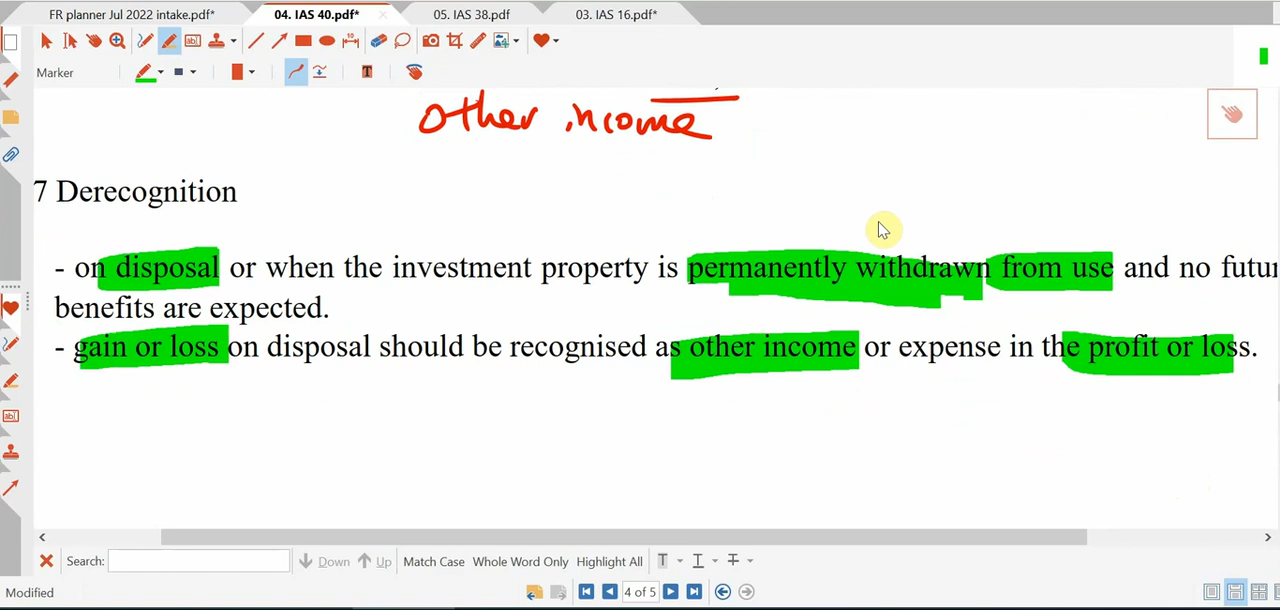 FR planner Jul 2022 intake.pdf* 04. IAS 40.pdf* 05. IAS 38.pdf 03. IAS 16.pdf*
Marker
Other income
7 Derecognition
- on disposal or when the investment property is permanently withdrawn from use and no futur
benefits are expected.
- gain or loss on disposal should be recognised as other income or expense in the profit or loss.
Search: Down Up Match Case Whole Word Only Highlight All
Modified 4 of 5